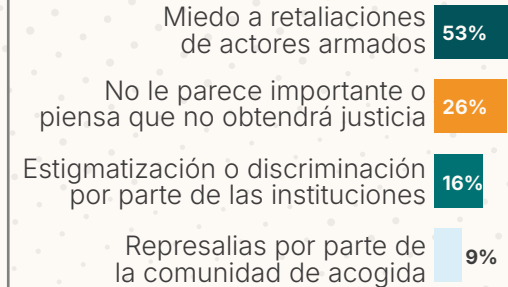 Miedo a retaliaciones
de actores armados
53%
No le parece importante o
piensa que no obtendrá justicia
26%
Estigmatización o discriminación
por parte de las instituciones
16%
Represalias por parte de
la comunidad de acogida
9%